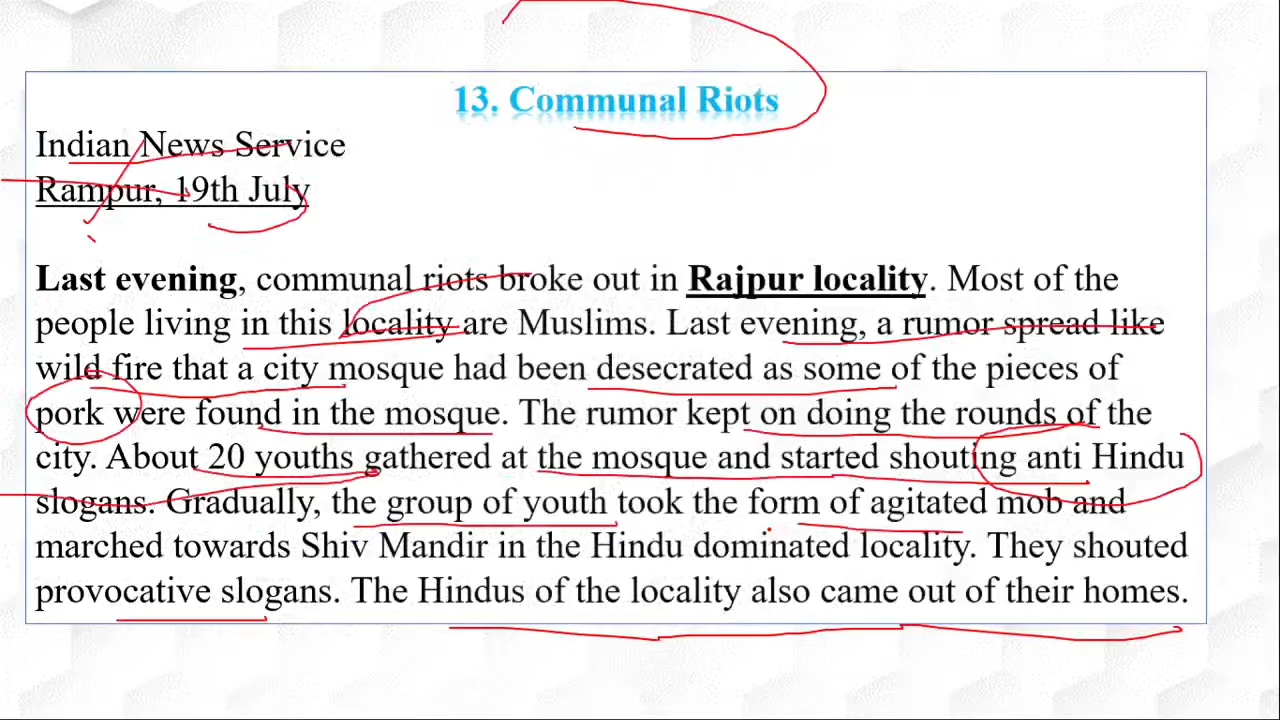 13. Communal Riots
Indian News Service
Rampur, 19th July
Last evening, communal riots broke out in Rajpur locality. Most of the
people living in this locality are Muslims. Last evening, a rumor spread like
wild fire that a city mosque had been desecrated as some of the pieces of
pork were found in the mosque. The rumor kept on doing the rounds of the
city. About 20 youths gathered at the mosque and started shouting anti Hindu
slogans. Gradually, the group of youth took the form of agitated mob and
marched towards Shiv Mandir in the Hindu dominated locality. They shouted
provocative slogans. The Hindus of the locality also came out of their homes.